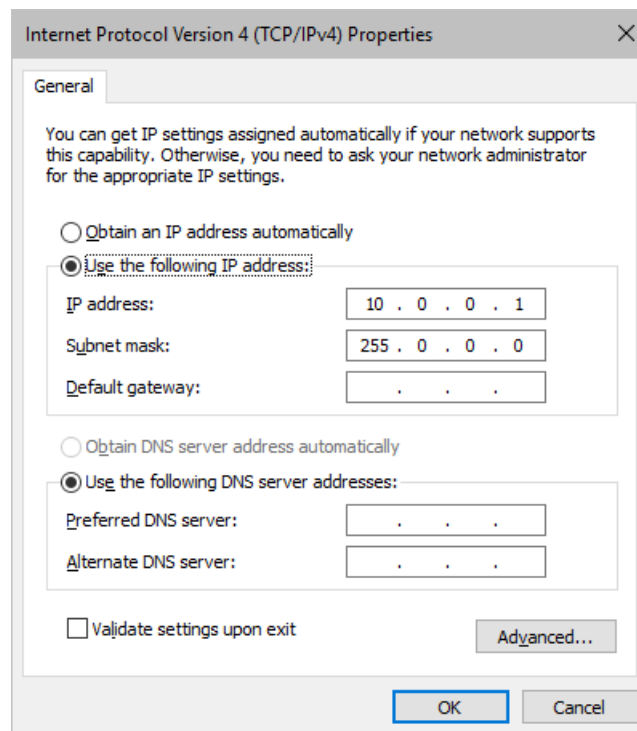 Internet Protocol Version 4 (TCP/IPv4) Properties
General
You can get IP settings assigned automatically if your network supports
this capability. Otherwise, you need to ask your network administrator
for the appropriate IP settings.
Obtain an IP address automatically
Use the following IP address:
IP address: 10 . 0 . 0 . 1
Subnet mask: 255 . 0 . 0 . 0
Default gateway: . . .
Obtain DNS server address automatically
Use the following DNS server addresses:
Preferred DNS server: . . .
Alternate DNS server: . . .
Validate settings upon exit
Advanced...
OK Cancel